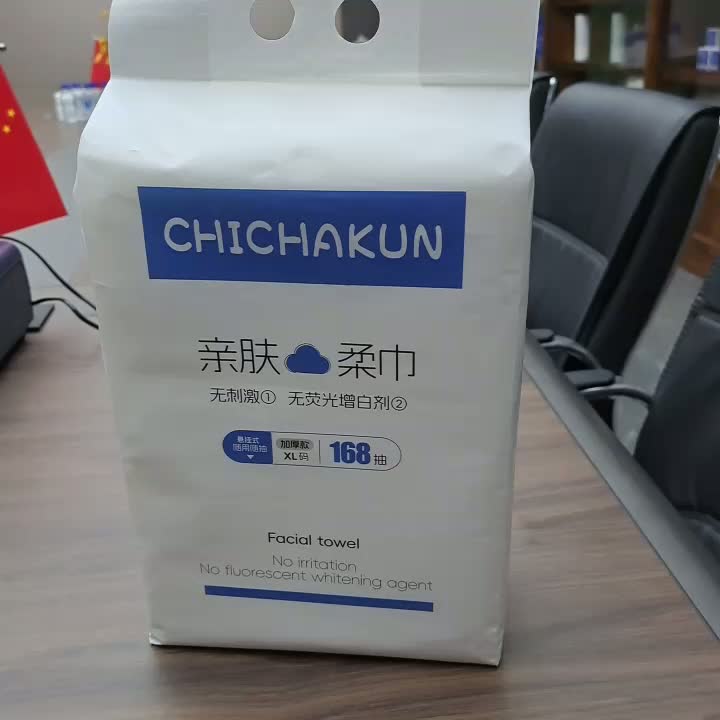 CHICHAKUN
亲肤 柔巾
无刺激① 无荧光增白剂②
悬挂式
随用随抽
加厚款
XL码
168抽
Facial towel
No irritation
No fluorescent whitening agent